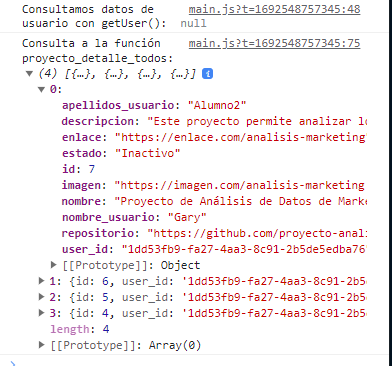 Consultamos datos de main.js?t=1692548757345:48
usuario con getUser(): null
Consulta a la función main.js?t=1692548757345:75
proyecto_detalle_todos:
▼ (4) [{…}, {…}, {…}, {…}] i
▼ 0:
apellidos_usuario: "Alumno2"
descripcion: "Este proyecto permite analizar lo
enlace: "https://enlace.com/analisis-marketing
estado: "Inactivo"
id: 7
imagen: "https://imagen.com/analisis-marketing
nombre: "Proyecto de Análisis de Datos de Marke
nombre_usuario: "Gary"
repositorio: "https://github.com/proyecto-anal
user_id: "1dd53fb9-fa27-4aa3-8c91-2b5de5edba76
▶ [[Prototype]]: Object
▶ 1: {id: 6, user_id: '1dd53fb9-fa27-4aa3-8c91-2b5d
▶ 2: {id: 5, user_id: '1dd53fb9-fa27-4aa3-8c91-2b5d
▶ 3: {id: 4, user_id: '1dd53fb9-fa27-4aa3-8c91-2b5d
length: 4
▶ [[Prototype]]: Array(0)